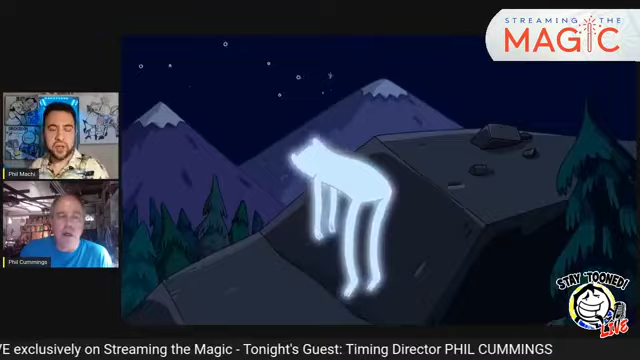 STREAMING THE
MAGIC
Phil Machi
Phil Cummings
STAY 'TOONED!
LIVE
VE exclusively on Streaming the Magic - Tonight's Guest: Timing Director PHIL CUMMINGS